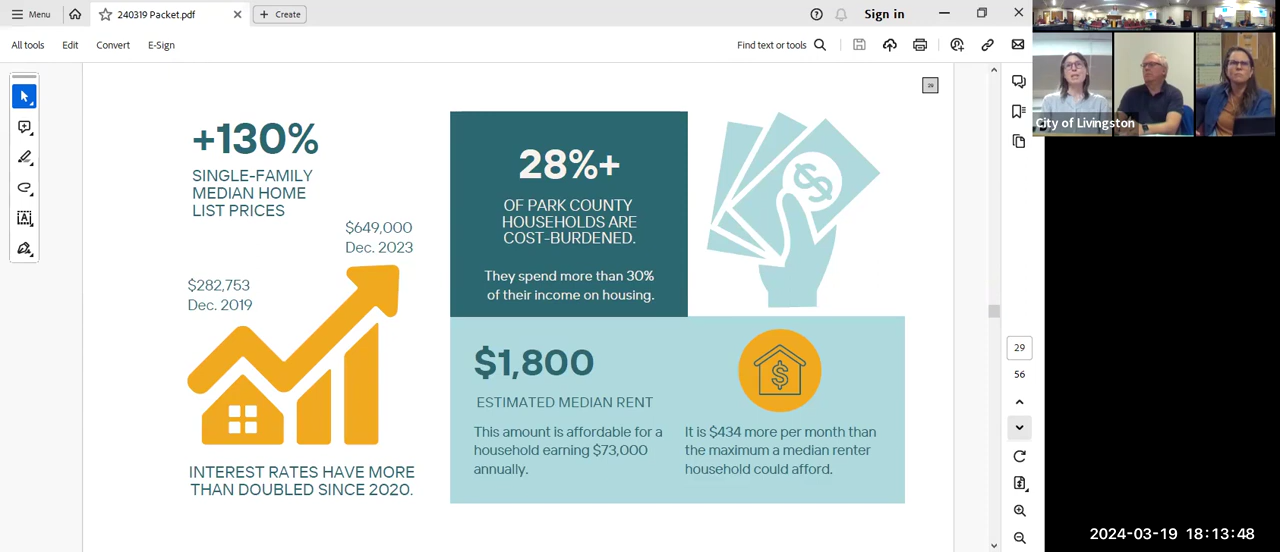 Menu
240319 Packet.pdf
Create
Sign in
All tools
Edit
Convert
E-Sign
Find text or tools
29
+130%
SINGLE-FAMILY
MEDIAN HOME
LIST PRICES
$649,000
Dec. 2023
$282,753
Dec. 2019
INTEREST RATES HAVE MORE
THAN DOUBLED SINCE 2020.
28%+
OF PARK COUNTY
HOUSEHOLDS ARE
COST-BURDENED.
They spend more than 30%
of their income on housing.
$
$1,800
ESTIMATED MEDIAN RENT
This amount is affordable for a
household earning $73,000
annually.
$
It is $434 more per month than
the maximum a median renter
household could afford.
29
56
City of Livingston
2024-03-19 18:13:48